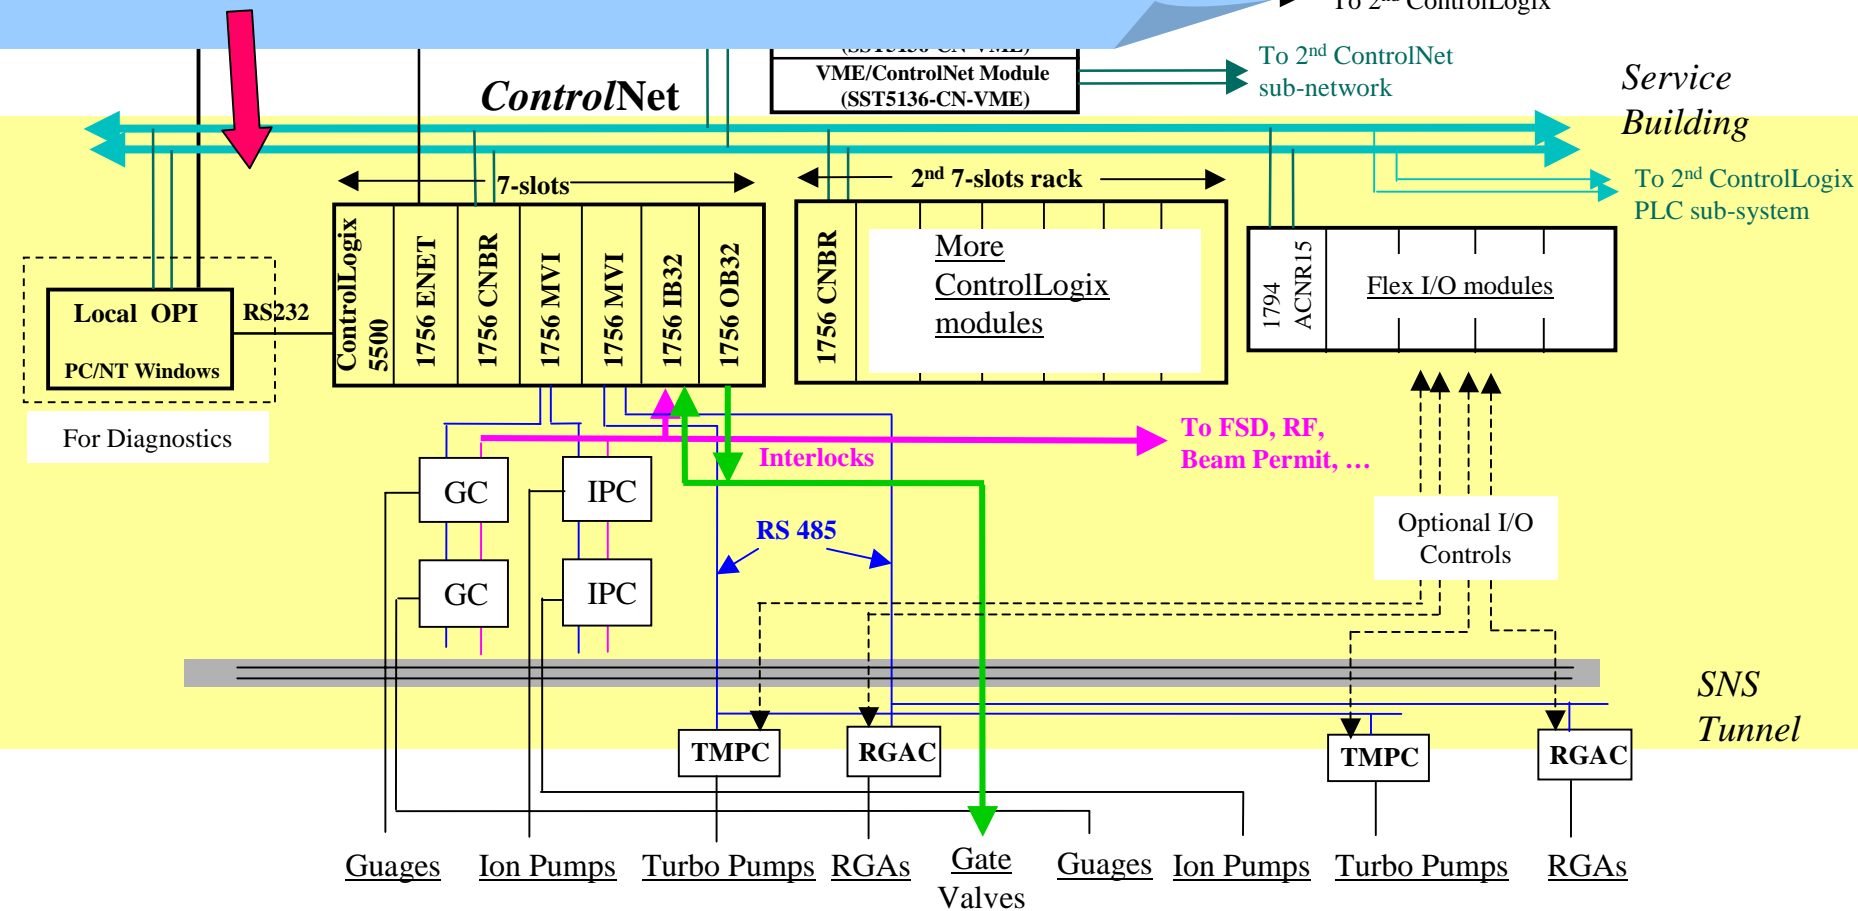 To 2nd ControlLogix
(SST5136-CN-VME)
VME/ControlNet Module
(SST5136-CN-VME)
To 2nd ControlNet
sub-network
Service
Building
ControlNet
7-slots
2nd 7-slots rack
To 2nd ControlLogix
PLC sub-system
ControlLogix
5500
1756 ENET
1756 CNBR
1756 MVI
1756 MVI
1756 IB32
1756 OB32
1756 CNBR
More
ControlLogix
modules
1794
ACNR15
Flex I/O modules
Local OPI
PC/NT Windows
RS232
For Diagnostics
To FSD, RF,
Beam Permit, …
Interlocks
GC
IPC
RS 485
Optional I/O
Controls
GC
IPC
SNS
Tunnel
TMPC
RGAC
TMPC
RGAC
Guages
Ion Pumps
Turbo Pumps
RGAs
Gate
Valves
Guages
Ion Pumps
Turbo Pumps
RGAs